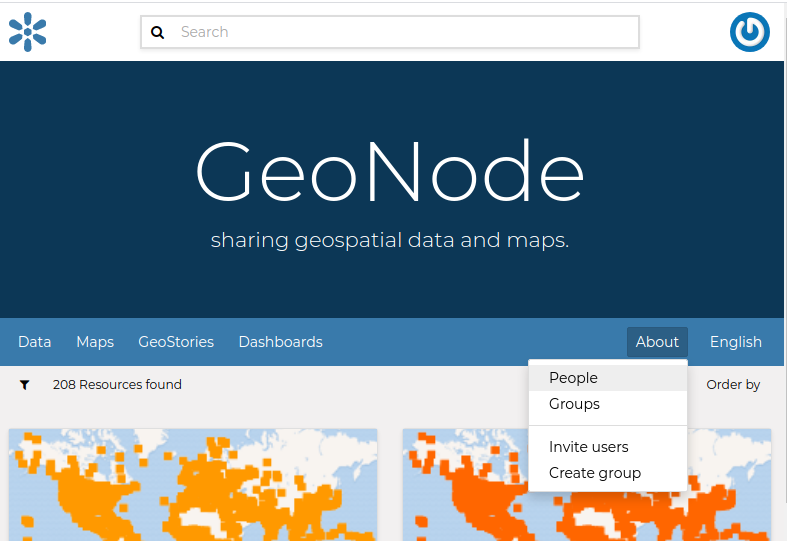 Search
GeoNode
sharing geospatial data and maps.
Data Maps GeoStories Dashboards About English
208 Resources found Order by
People
Groups
Invite users
Create group